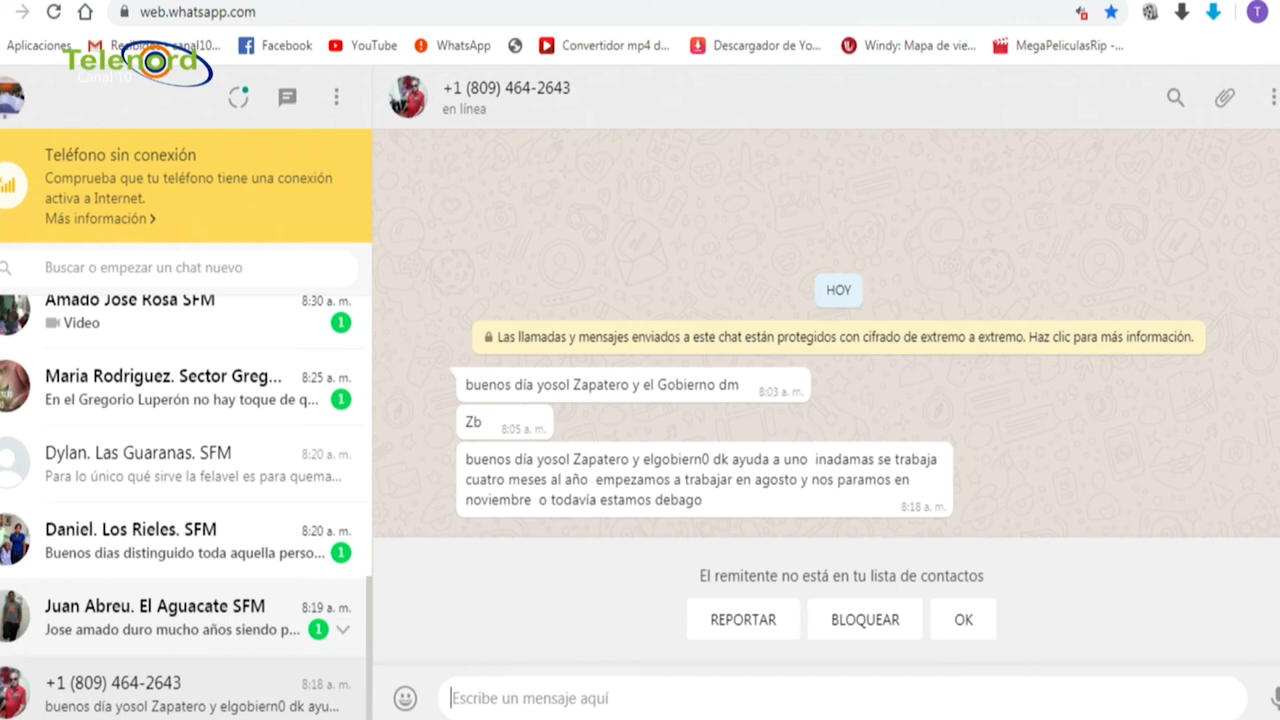 web.whatsapp.com
Aplicaciones
Facebook
YouTube
WhatsApp
Convertidor mp4 d...
Descargador de Yo...
Windy: Mapa de vie...
MegaPeliculasRip -...
T
Telenord
Canal 10
+1 (809) 464-2643
en línea
Teléfono sin conexión
Comprueba que tu teléfono tiene una conexión
activa a Internet.
Más información
Buscar o empezar un chat nuevo
Amado Jose Rosa SFM
8:30 a. m.
Video
1
Maria Rodriguez. Sector Greg...
8:25 a. m.
En el Gregorio Luperón no hay toque de q...
1
Dylan. Las Guaranas. SFM
8:20 a. m.
Para lo único qué sirve la felavel es para quema...
Daniel. Los Rieles. SFM
8:20 a. m.
Buenos dias distinguido toda aquella perso...
1
Juan Abreu. El Aguacate SFM
8:19 a. m.
Jose amado duro mucho años siendo p...
1
+1 (809) 464-2643
8:18 a. m.
buenos día yosol Zapatero y elgobiern0 dk ayu...
HOY
Las llamadas y mensajes enviados a este chat están protegidos con cifrado de extremo a extremo. Haz clic para más información.
buenos día yosol Zapatero y el Gobierno dm
8:03 a. m.
Zb
8:05 a. m.
buenos día yosol Zapatero y elgobiern0 dk ayuda a uno inadamas se trabaja
cuatro meses al año empezamos a trabajar en agosto y nos paramos en
noviembre o todavía estamos debago
8:18 a. m.
El remitente no está en tu lista de contactos
REPORTAR
BLOQUEAR
OK
Escribe un mensaje aquí